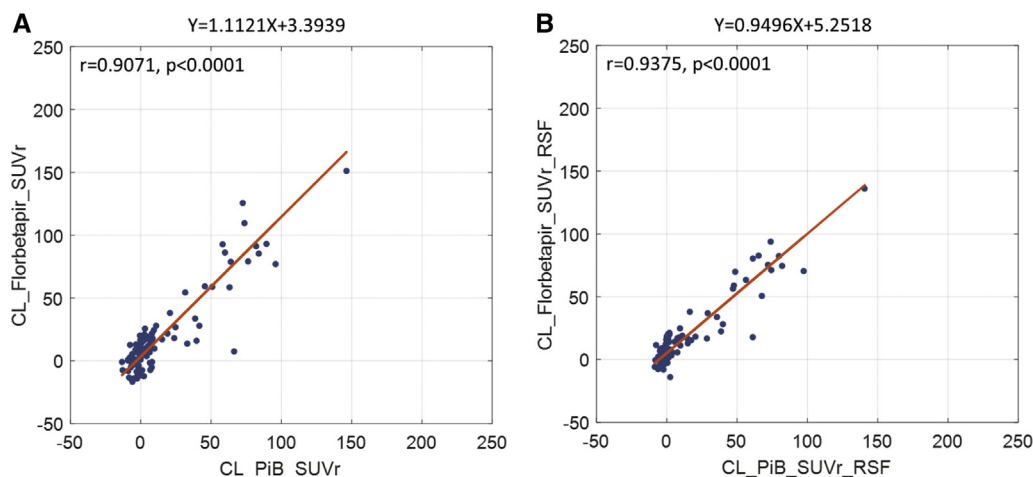 A
Y=1.1121X+3.3939
r=0.9071, p<0.0001
CL_Florbetapir_SUVr
250
200
150
100
50
0
-50
-50 0 50 100 150 200 250
CL_PiB_SUVr
B
Y=0.9496X+5.2518
r=0.9375, p<0.0001
CL_Florbetapir_SUVr_RSF
250
200
150
100
50
0
-50
-50 0 50 100 150 200 250
CL_PiB_SUVr_RSF